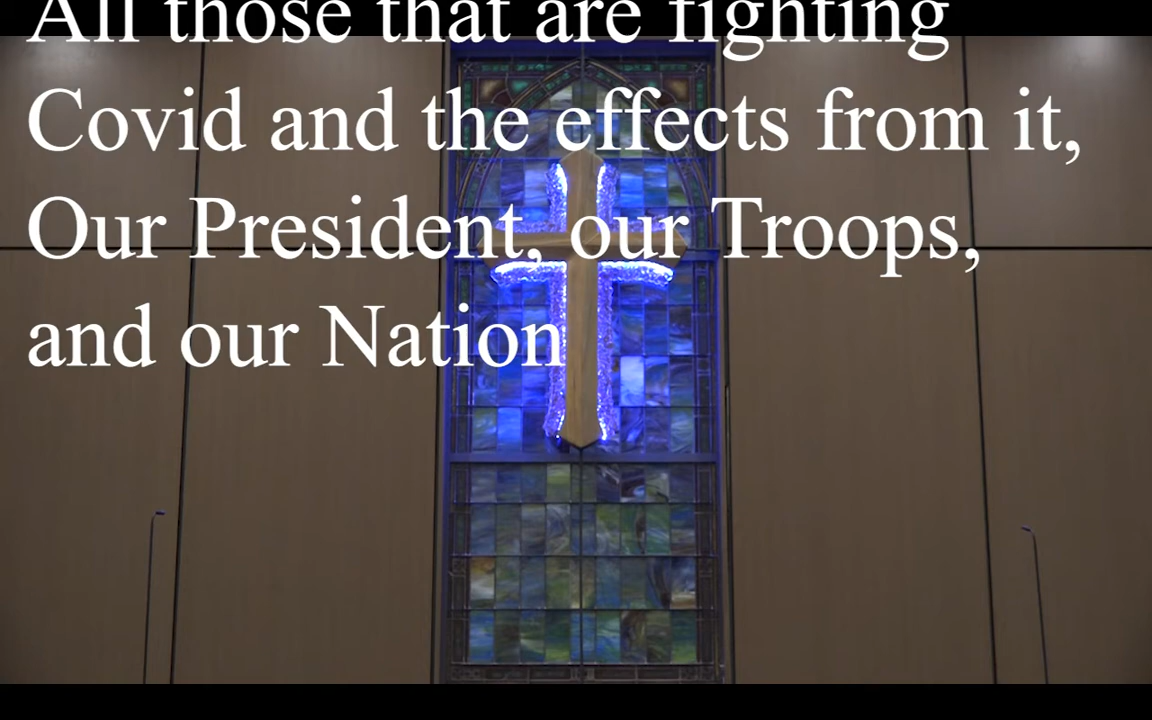 All those that are fighting
Covid and the effects from it,
Our President, our Troops,
and our Nation